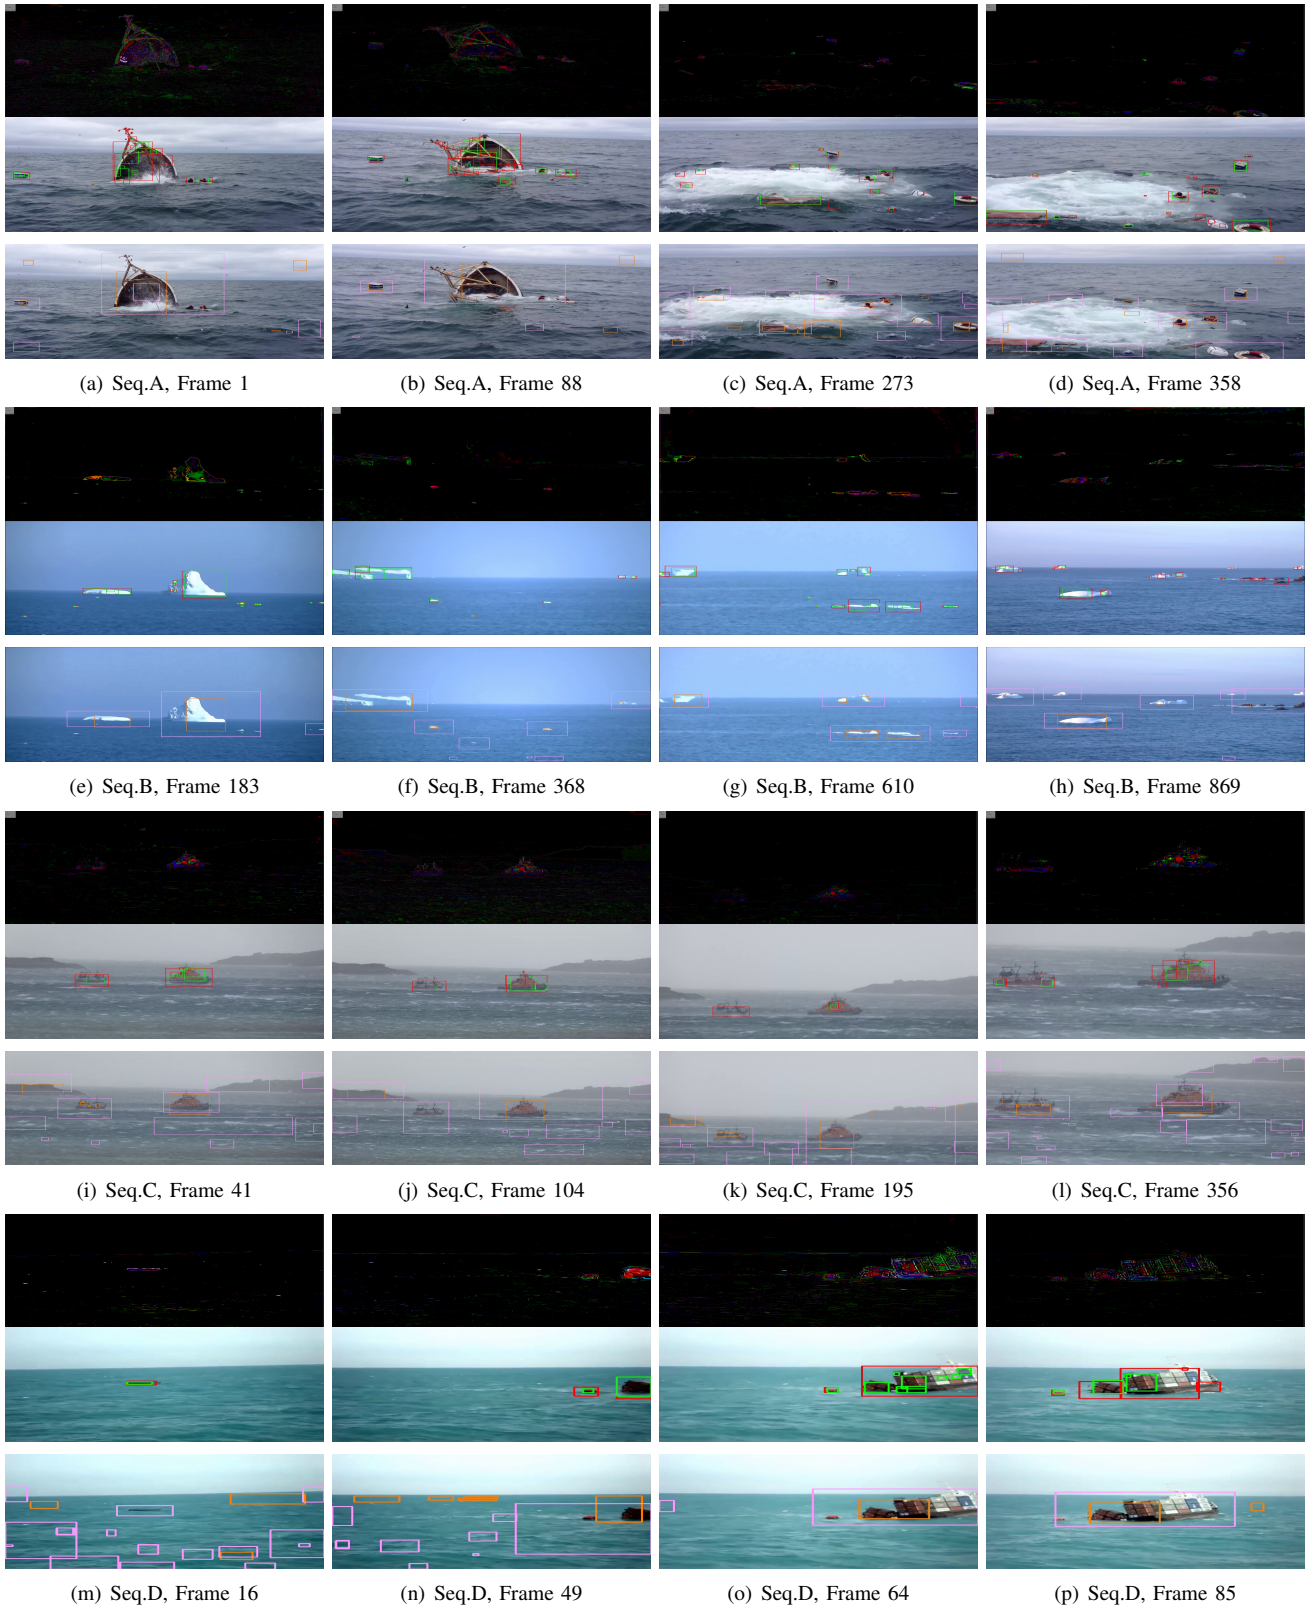 (a) Seq.A, Frame 1
(b) Seq.A, Frame 88
(c) Seq.A, Frame 273
(d) Seq.A, Frame 358
(e) Seq.B, Frame 183
(f) Seq.B, Frame 368
(g) Seq.B, Frame 610
(h) Seq.B, Frame 869
(i) Seq.C, Frame 41
(j) Seq.C, Frame 104
(k) Seq.C, Frame 195
(l) Seq.C, Frame 356
(m) Seq.D, Frame 16
(n) Seq.D, Frame 49
(o) Seq.D, Frame 64
(p) Seq.D, Frame 85